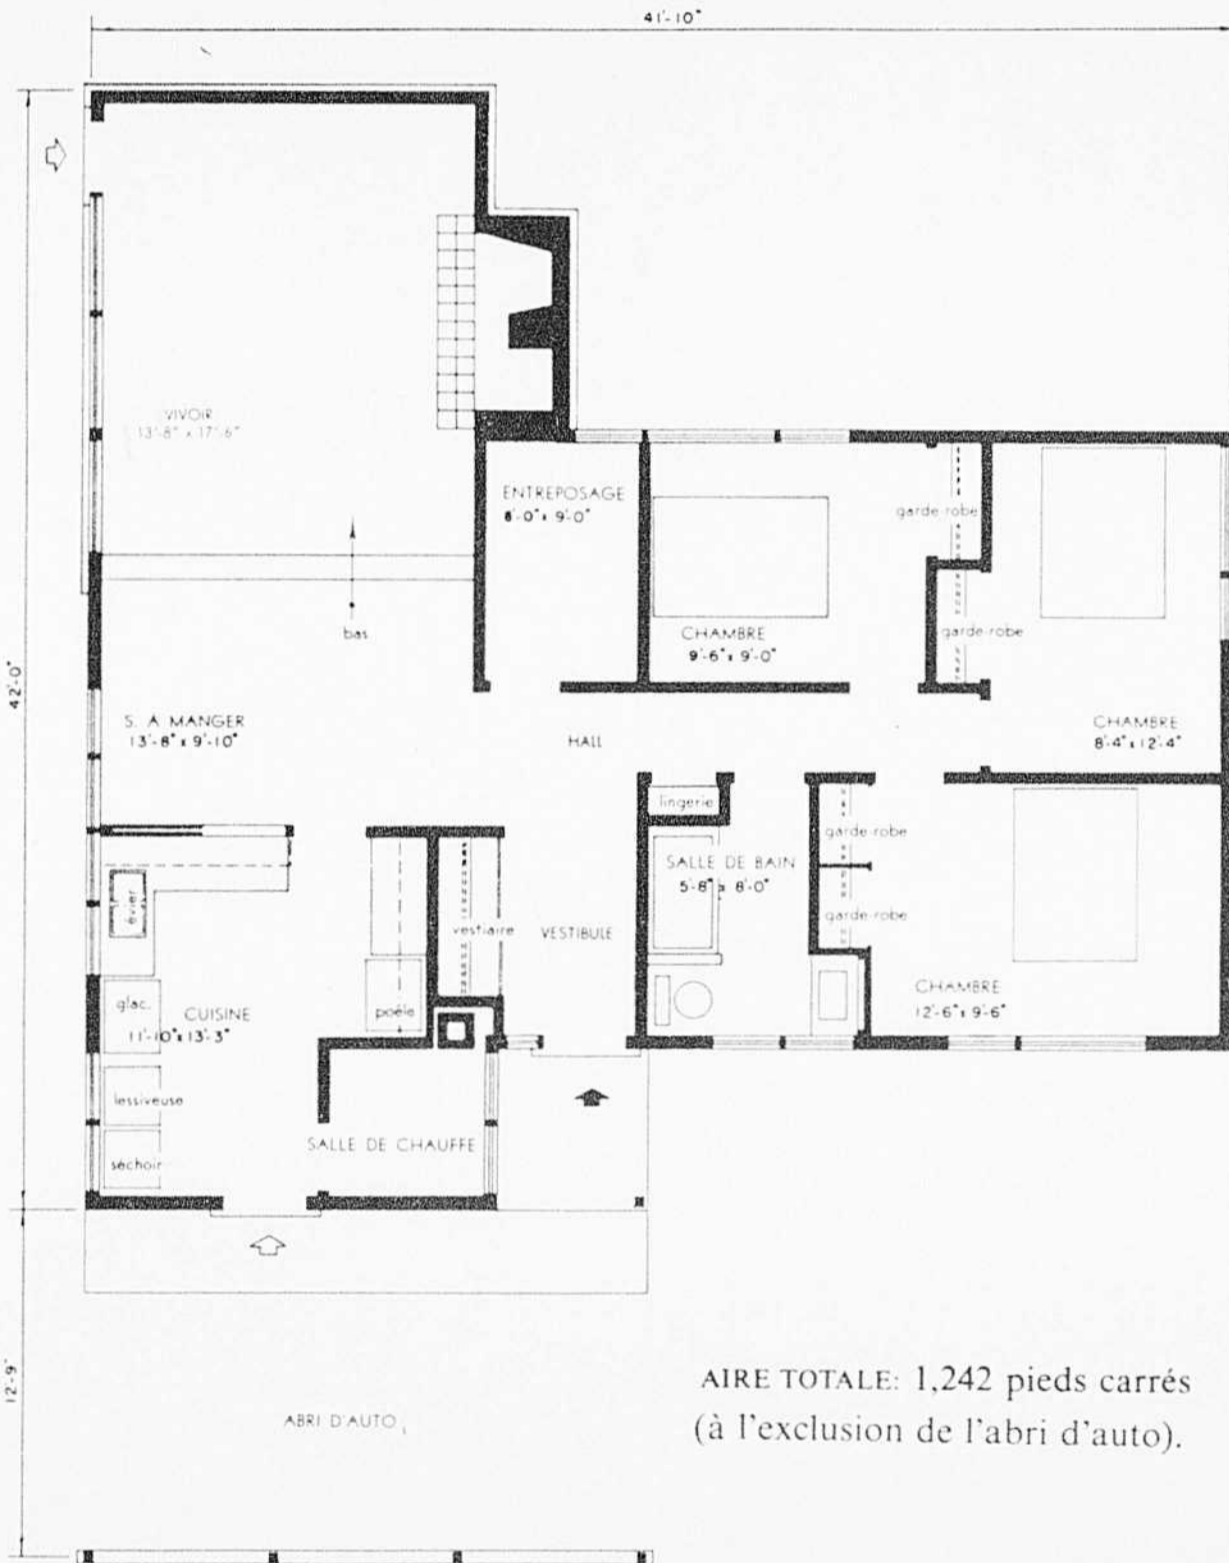 41'-10"
42'-0"
VIVOIR
13'-8" x 17'-6"
ENTREPOSAGE
8'-0" x 9'-0"
garde-robe
CHAMBRE
9'-6" x 9'-0"
garde-robe
bas
S. A MANGER
13'-8" x 9'-10"
HALL
CHAMBRE
8'-4" x 12'-4"
lingerie
garde-robe
SALLE DE BAIN
5'-8" x 8'-0"
évier
vestiaire
VESTIBULE
garde-robe
glac.
CUISINE
11'-10" x 13'-3"
poêle
CHAMBRE
12'-6" x 9'-6"
lessiveuse
SALLE DE CHAUFFE
séchoir
12'-9"
ABRI D'AUTO
AIRE TOTALE: 1,242 pieds carrés
(à l'exclusion de l'abri d'auto).